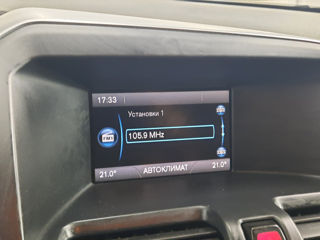 17:33
Установки 1
FM1
105.9 MHz
21.0°
АВТОКЛИМАТ
21.0°